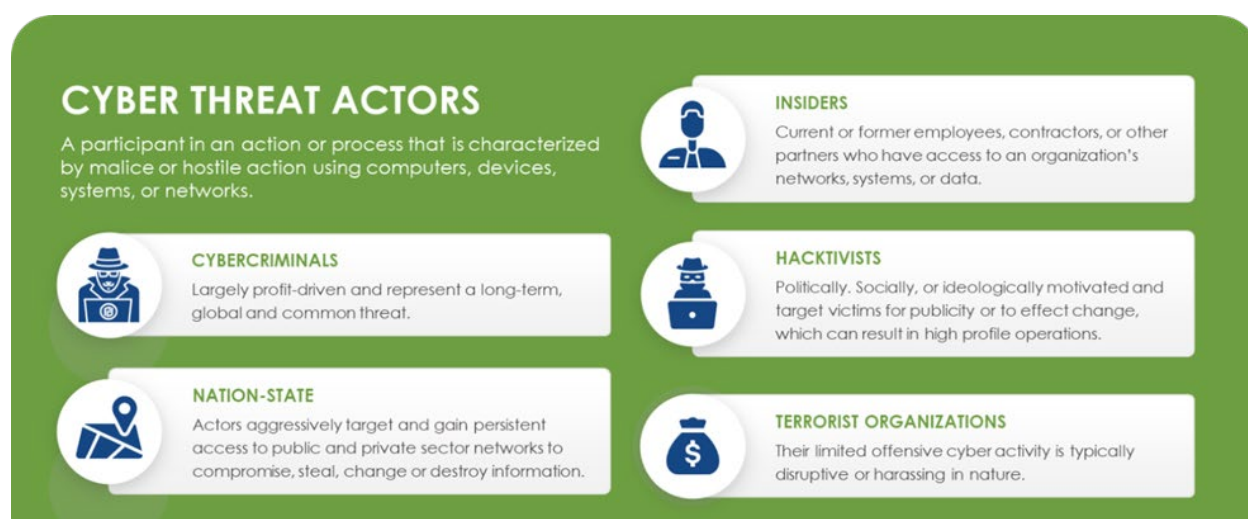 CYBER THREAT ACTORS
A participant in an action or process that is characterized
by malice or hostile action using computers, devices,
systems, or networks.
CYBERCRIMINALS
Largely profit-driven and represent a long-term,
global and common threat.
NATION-STATE
Actors aggressively target and gain persistent
access to public and private sector networks to
compromise, steal, change or destroy information.
INSIDERS
Current or former employees, contractors, or other
partners who have access to an organization's
networks, systems, or data.
HACKTIVISTS
Politically. Socially, or ideologically motivated and
target victims for publicity or to effect change,
which can result in high profile operations.
$
TERRORIST ORGANIZATIONS
Their limited offensive cyber activity is typically
disruptive or harassing in nature.